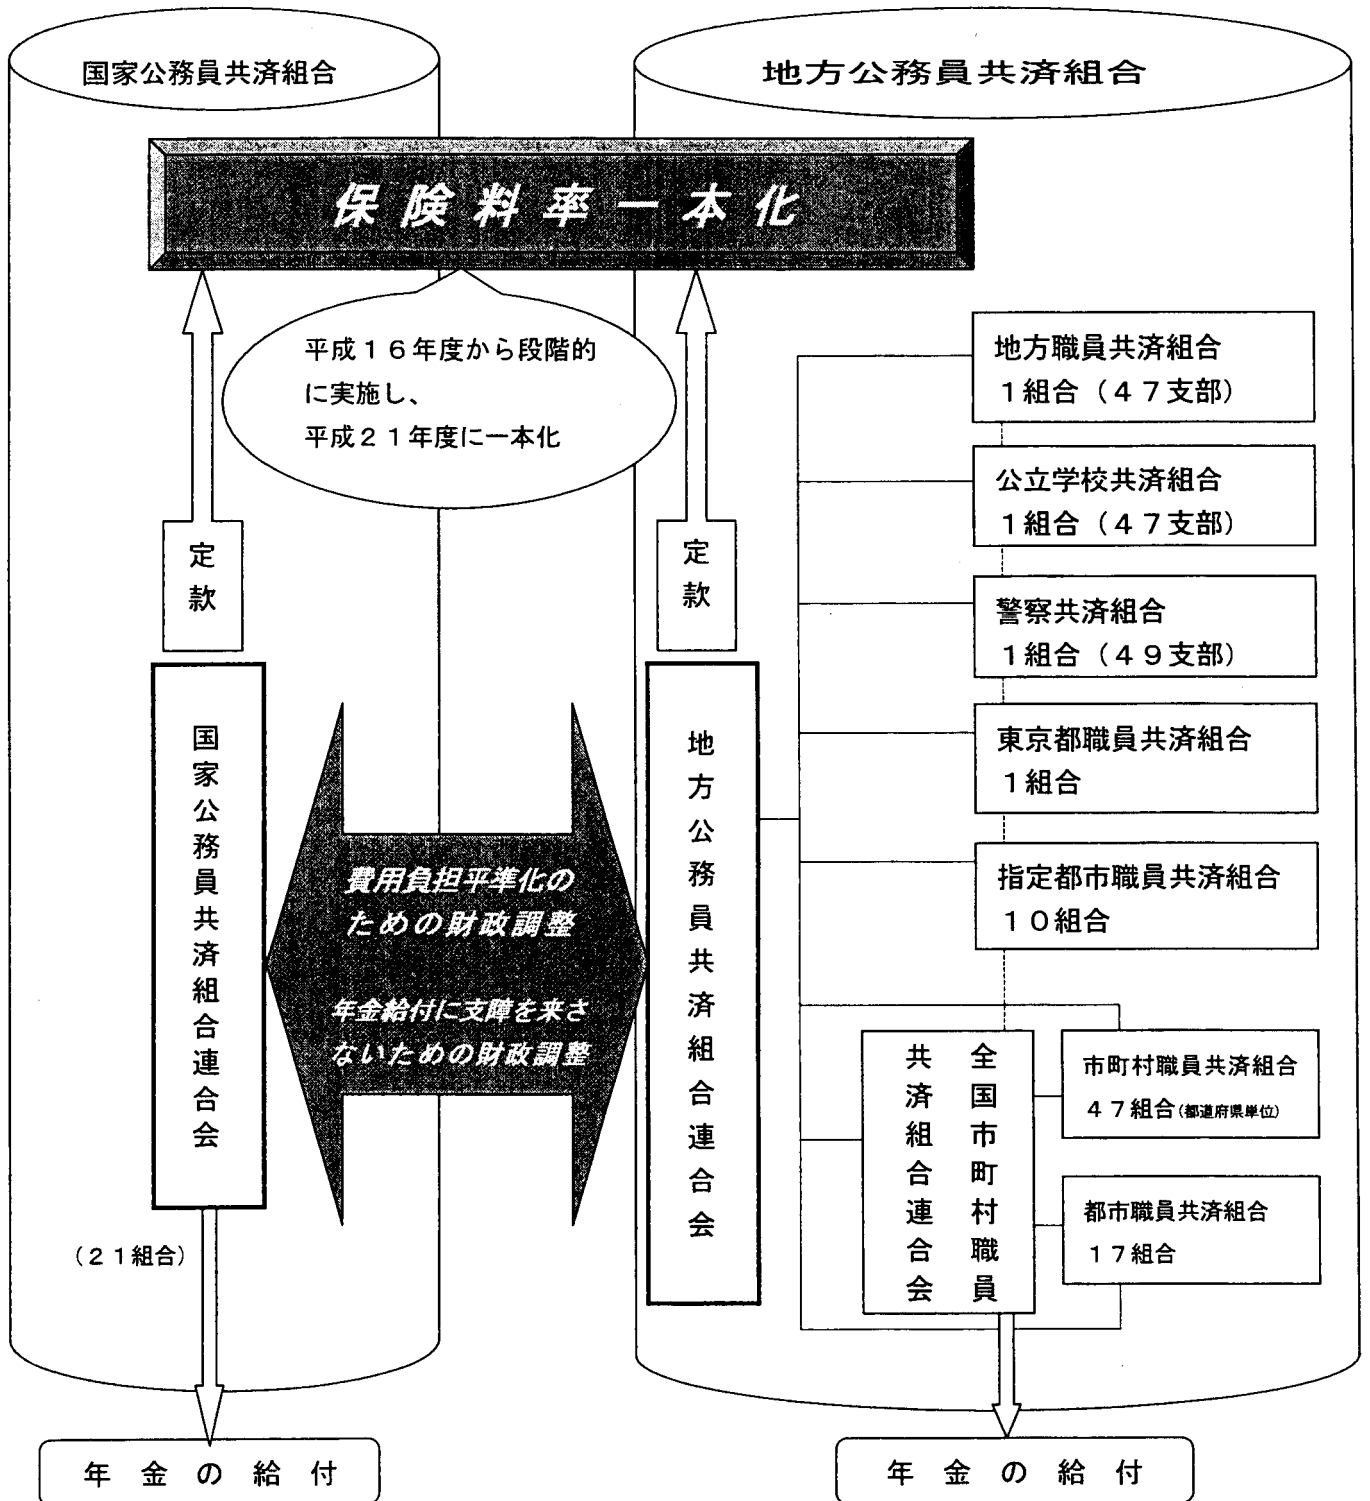 国家公務員共済組合
地方公務員共済組合
保険料率一本化
平成１６年度から段階的
に実施し、
平成２１年度に一本化
定款
定款
国家公務員共済組合連合会
（２１組合）
費用負担平準化の
ための財政調整
年金給付に支障を来さ
ないための財政調整
地方公務員共済組合連合会
地方職員共済組合
１組合（４７支部）
公立学校共済組合
１組合（４７支部）
警察共済組合
１組合（４９支部）
東京都職員共済組合
１組合
指定都市職員共済組合
１０組合
全国市町村職員
共済組合連合会
市町村職員共済組合
４７組合(都道府県単位)
都市職員共済組合
１７組合
年金の給付
年金の給付